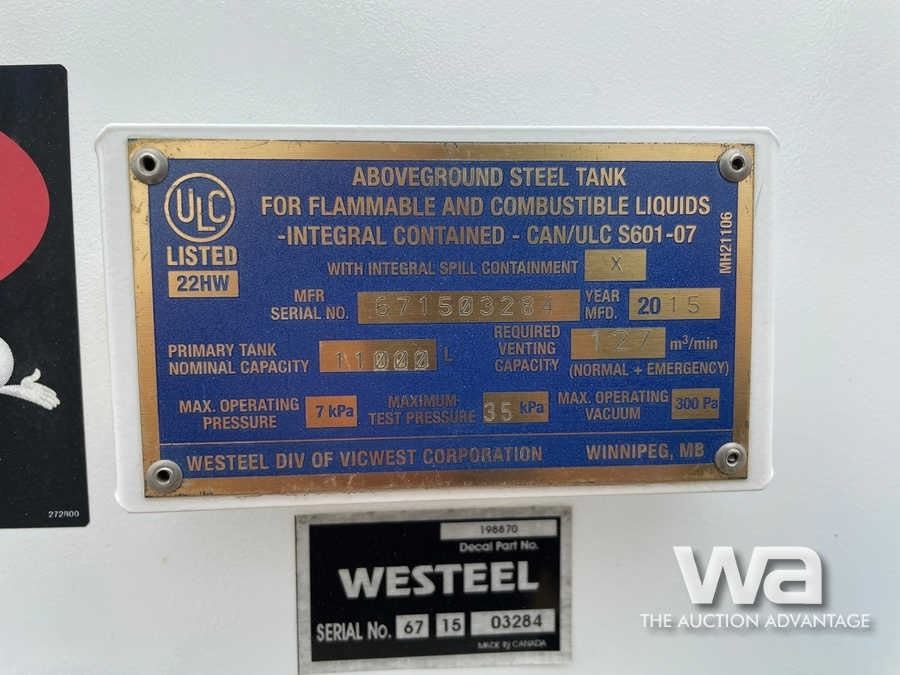 ABOVEGROUND STEEL TANK
FOR FLAMMABLE AND COMBUSTIBLE LIQUIDS
-INTEGRAL CONTAINED - CAN/ULC S601-07
ULC
LISTED
22HW
MH21106
WITH INTEGRAL SPILL CONTAINMENT X
MFR SERIAL NO. 671503284 YEAR MFD. 2015
PRIMARY TANK NOMINAL CAPACITY 11000 L
REQUIRED VENTING CAPACITY 127 m³/min
(NORMAL + EMERGENCY)
MAX. OPERATING PRESSURE 7 kPa
MAXIMUM TEST PRESSURE 35 kPa
MAX. OPERATING VACUUM 300 Pa
WESTEEL DIV OF VICWEST CORPORATION WINNIPEG, MB
272800
198670
Decal Part No.
WESTEEL
SERIAL No. 67 15 03284
MADE IN CANADA
wa
THE AUCTION ADVANTAGE